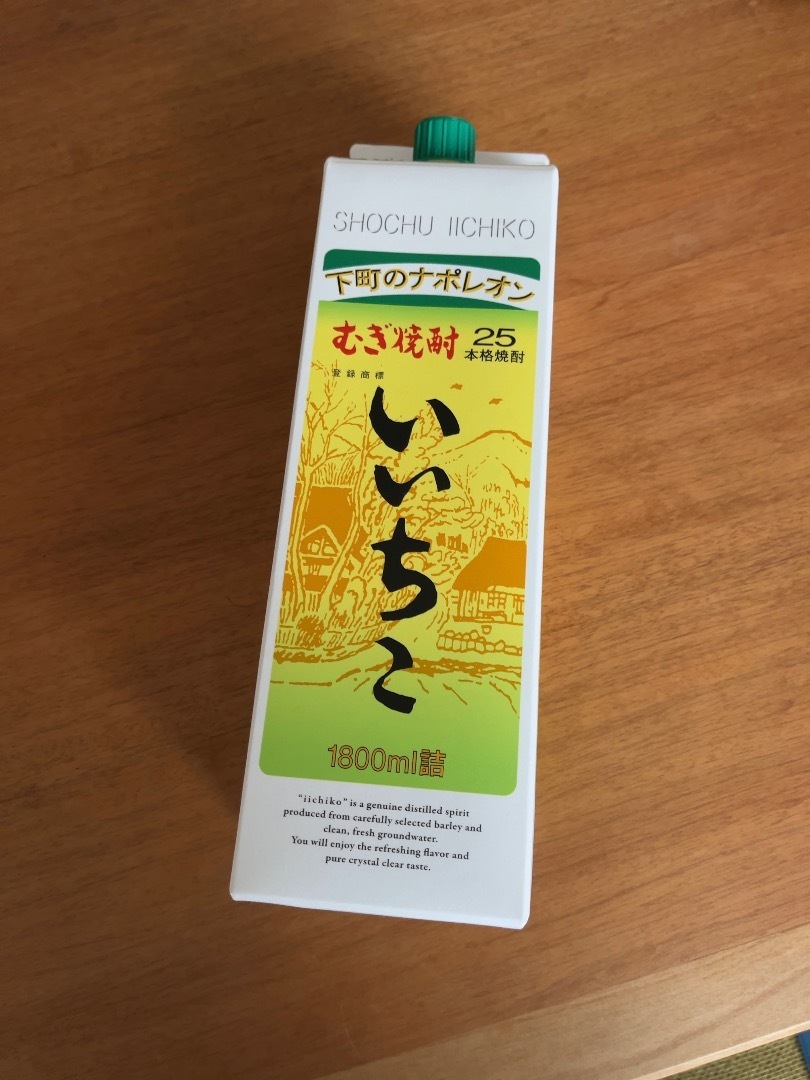 SHOCHU IICHIKO
下町のナポレオン
むぎ焼酎 25
本格焼酎
登録商標
いいちこ
1800ml詰
"iichiko" is a genuine distilled spirit
produced from carefully selected barley and
clean, fresh groundwater.
You will enjoy the refreshing flavor and
pure crystal clear taste.